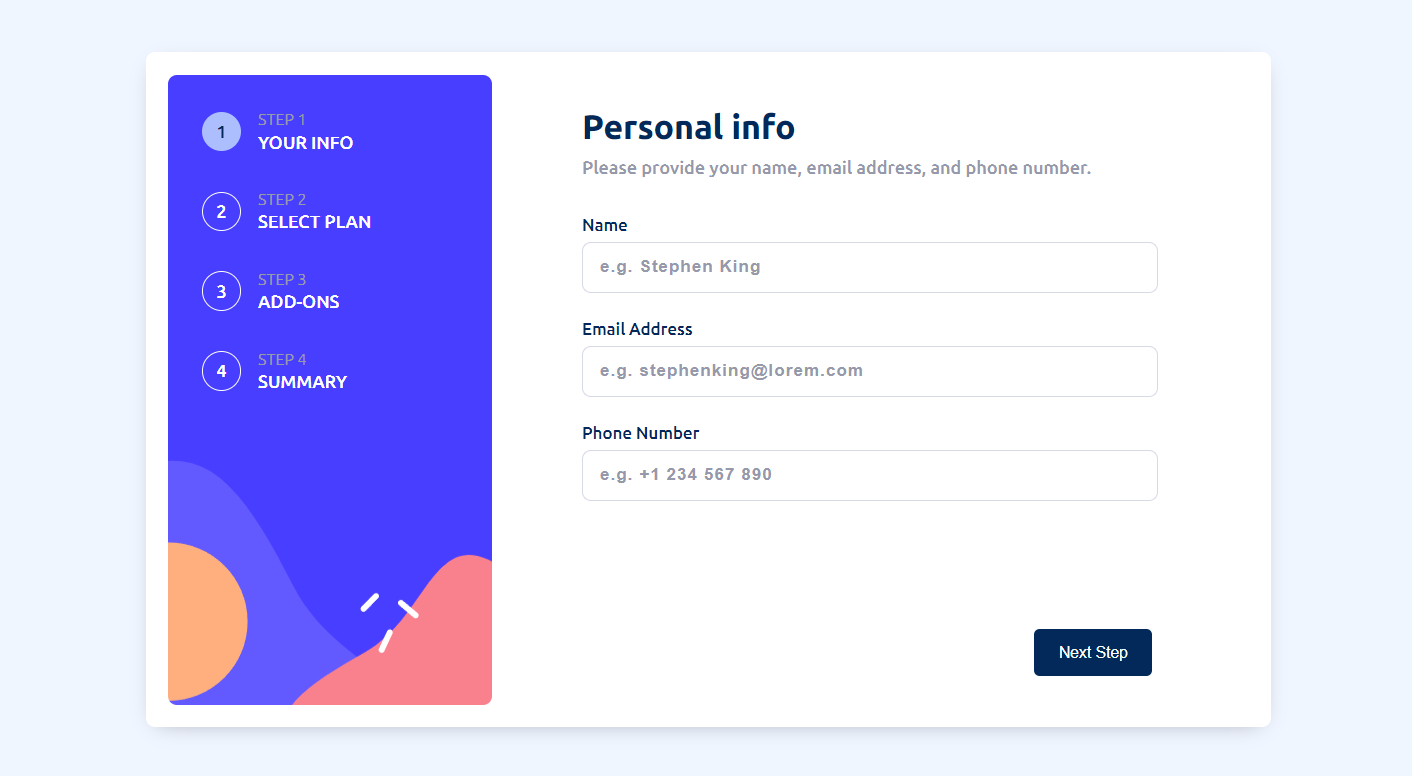 1
STEP 1
YOUR INFO
2
STEP 2
SELECT PLAN
3
STEP 3
ADD-ONS
4
STEP 4
SUMMARY
Personal info
Please provide your name, email address, and phone number.
Name
e.g. Stephen King
Email Address
e.g. stephenking@lorem.com
Phone Number
e.g. +1 234 567 890
Next Step